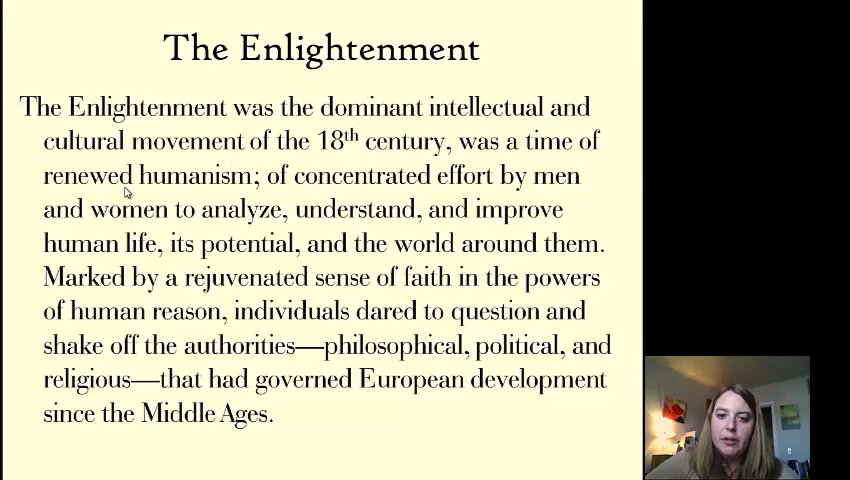 The Enlightenment
The Enlightenment was the dominant intellectual and
cultural movement of the 18th century, was a time of
renewed humanism; of concentrated effort by men
and women to analyze, understand, and improve
human life, its potential, and the world around them.
Marked by a rejuvenated sense of faith in the powers
of human reason, individuals dared to question and
shake off the authorities—philosophical, political, and
religious—that had governed European development
since the Middle Ages.